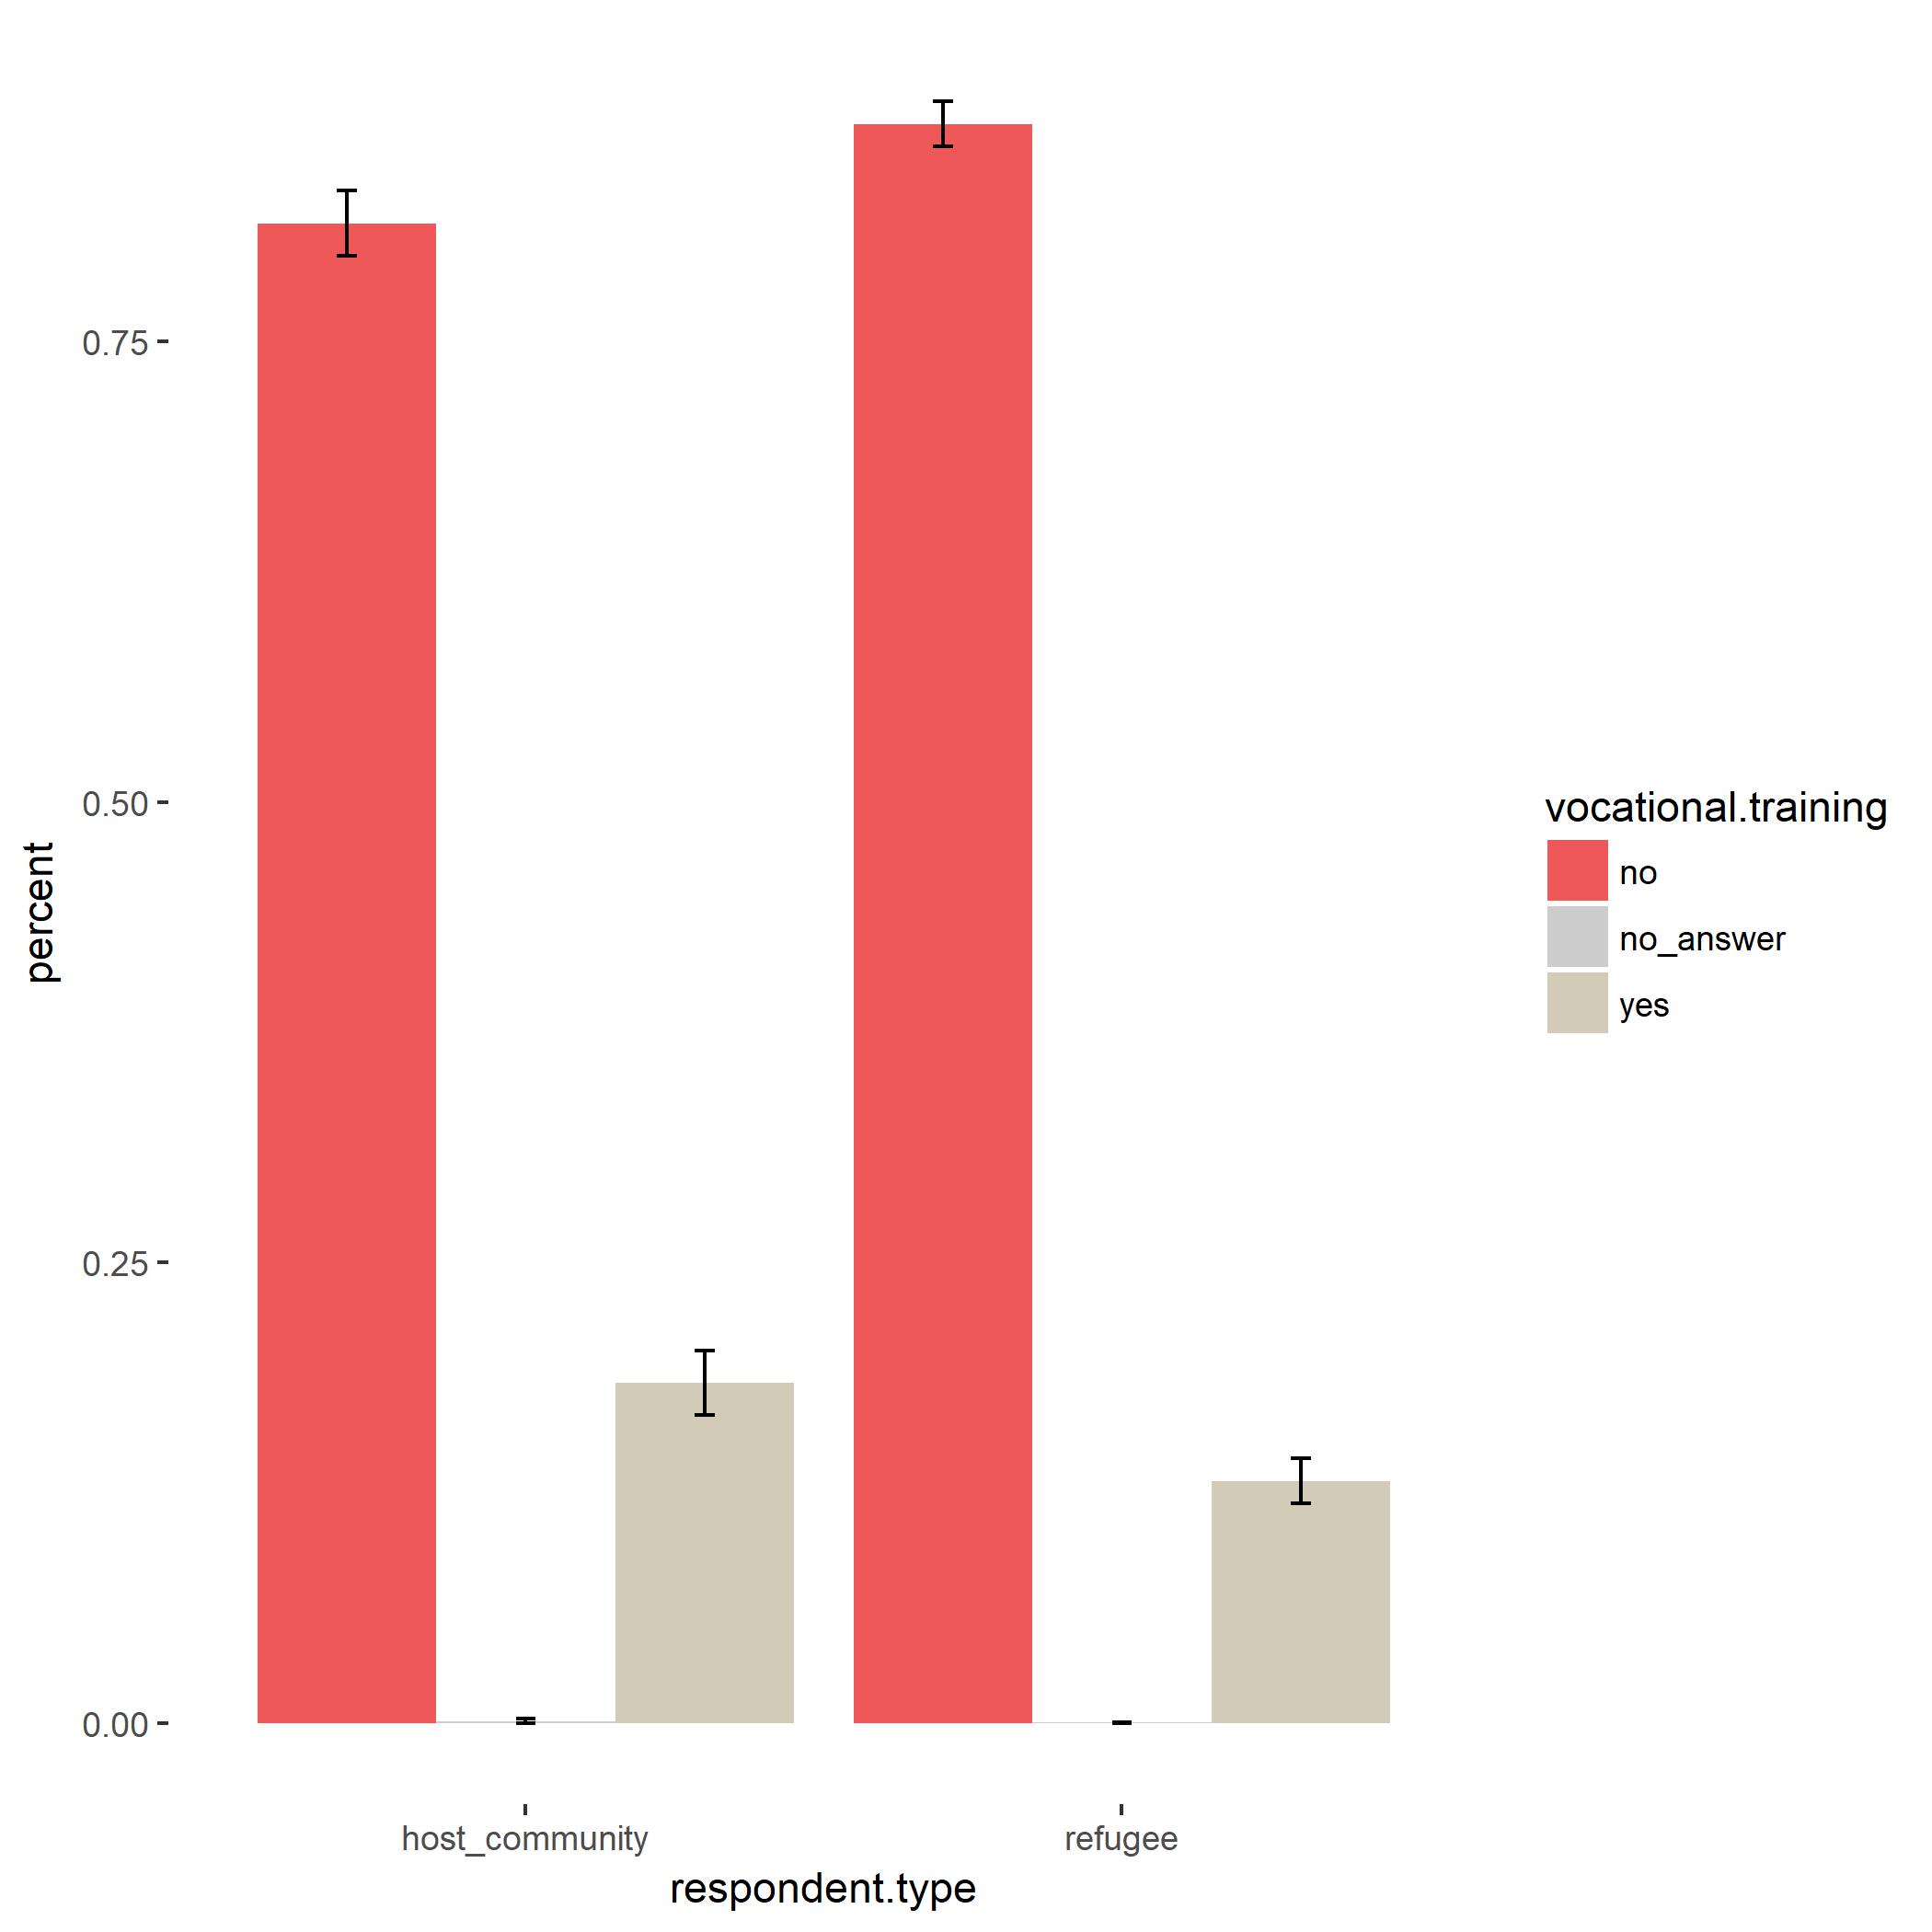 percent
0.75
0.50
0.25
0.00
host_community
refugee
respondent.type
vocational.training
no
no_answer
yes